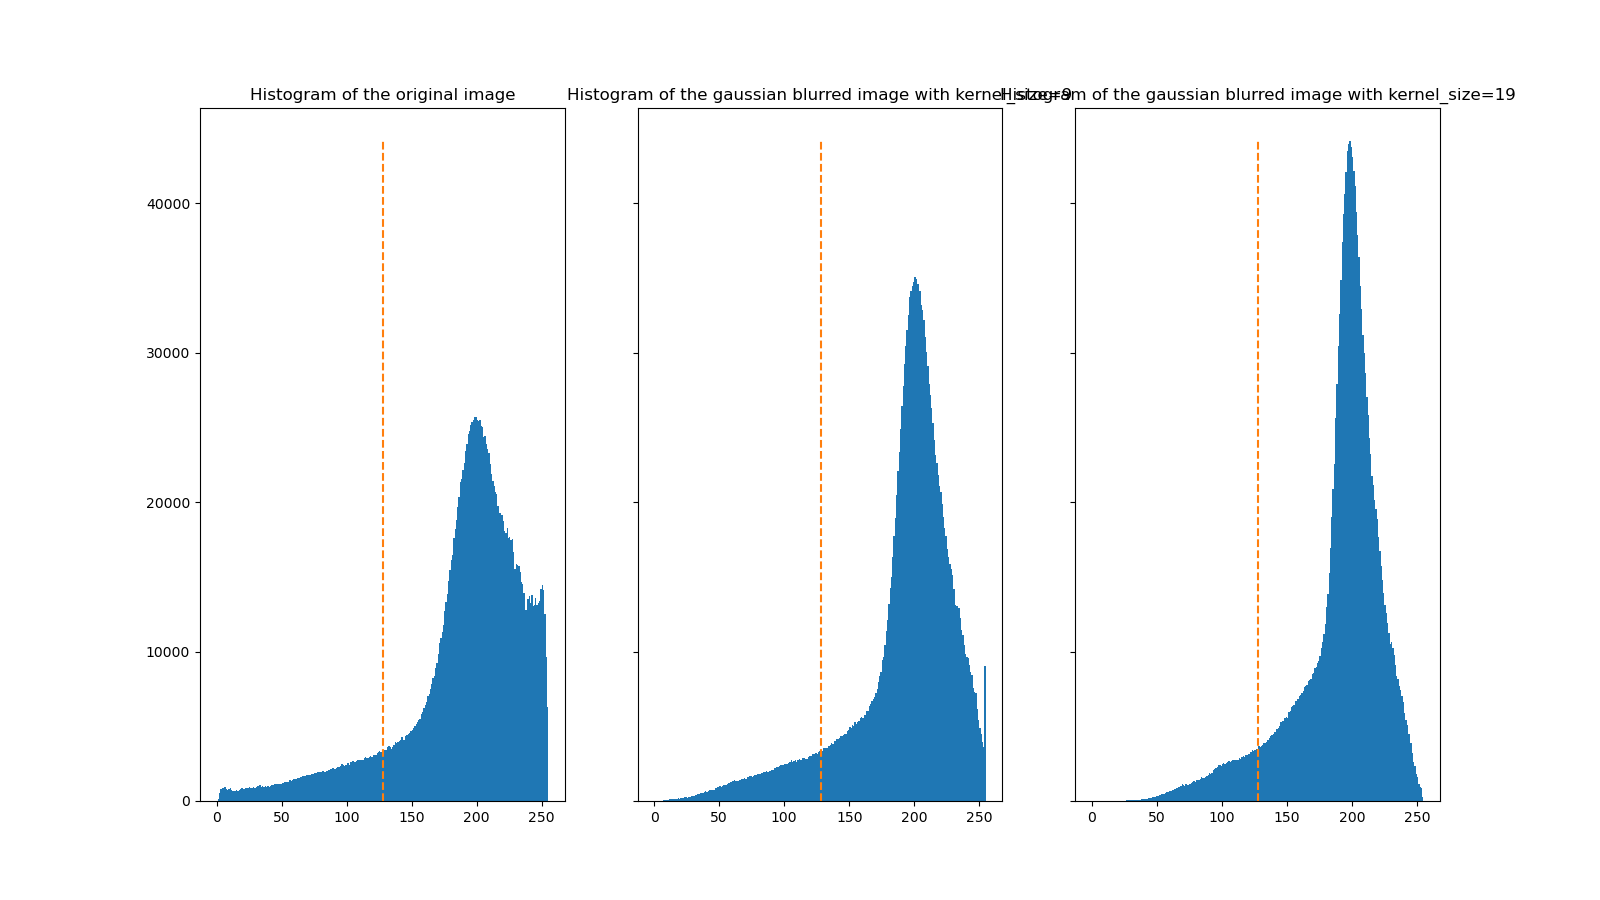 Histogram of the original image
Histogram of the gaussian blurred image with kernel_size=9
Histogram of the gaussian blurred image with kernel_size=19
40000
30000
20000
10000
0
0 50 100 150 200 250
0 50 100 150 200 250
0 50 100 150 200 250